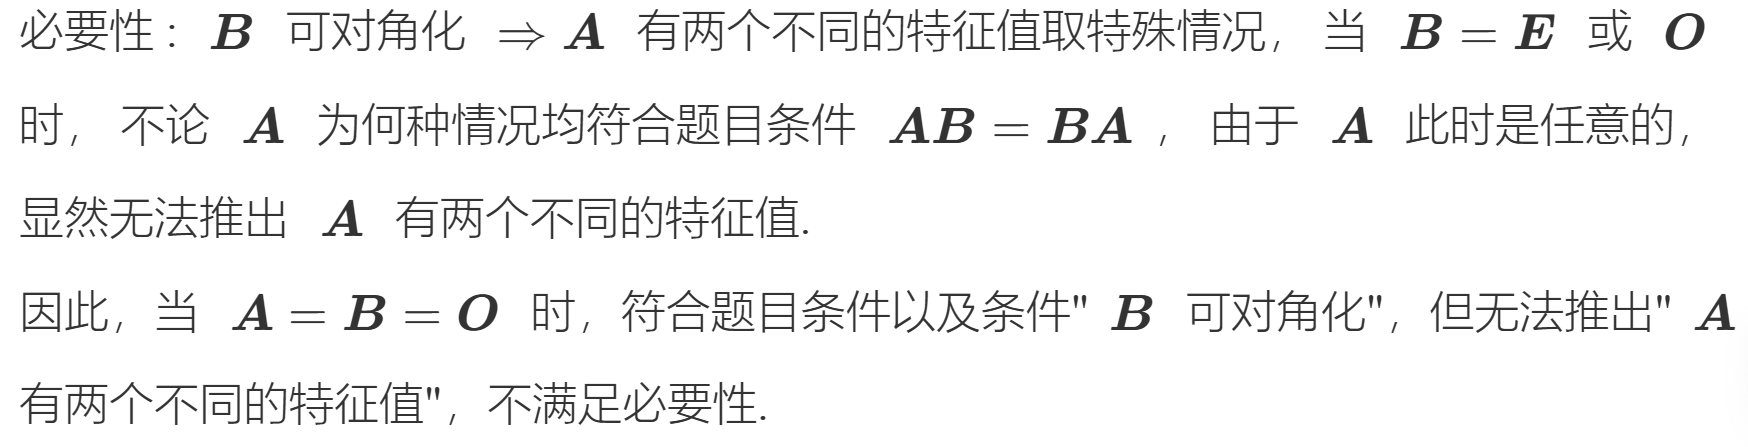 必要性: B 可对角化 ⇒ A 有两个不同的特征值取特殊情况, 当 B = E 或 O
时, 不论 A 为何种情况均符合题目条件 AB = BA , 由于 A 此时是任意的,
显然无法推出 A 有两个不同的特征值.
因此, 当 A = B = O 时, 符合题目条件以及条件" B 可对角化", 但无法推出" A
有两个不同的特征值", 不满足必要性.